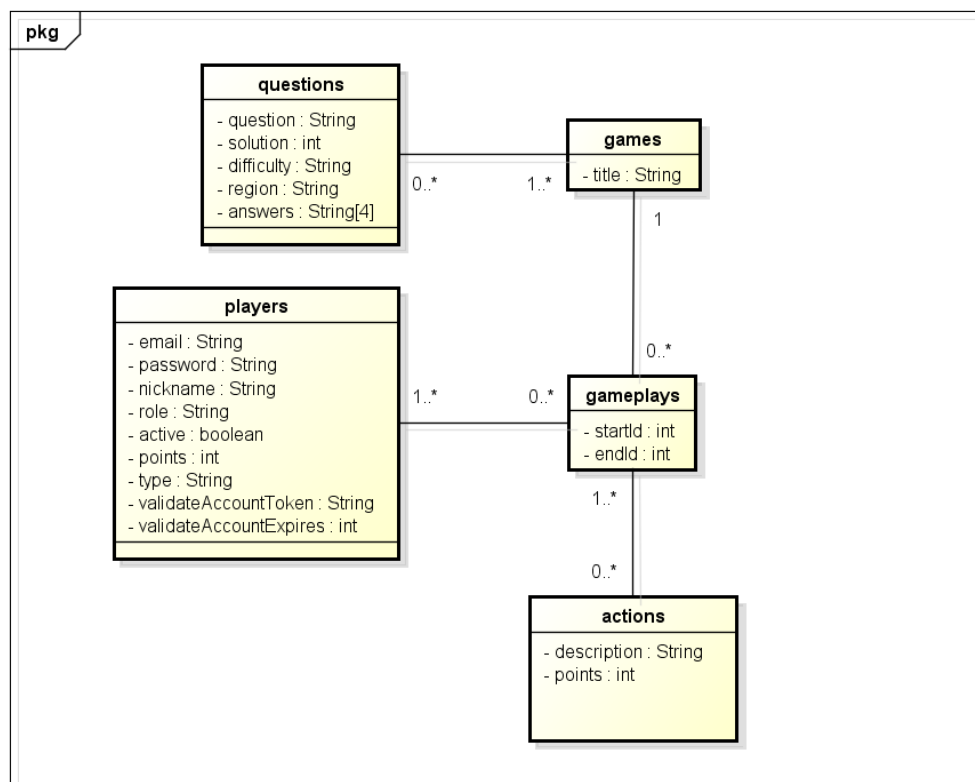 pkg
questions
- question : String
- solution : int
- difficulty : String
- region : String
- answers : String[4]
games
- title : String
0..*
1..*
1
players
- email : String
- password : String
- nickname : String
- role : String
- active : boolean
- points : int
- type : String
- validateAccountToken : String
- validateAccountExpires : int
0..*
gameplays
- startId : int
- endId : int
1..*
0..*
1..*
0..*
actions
- description : String
- points : int